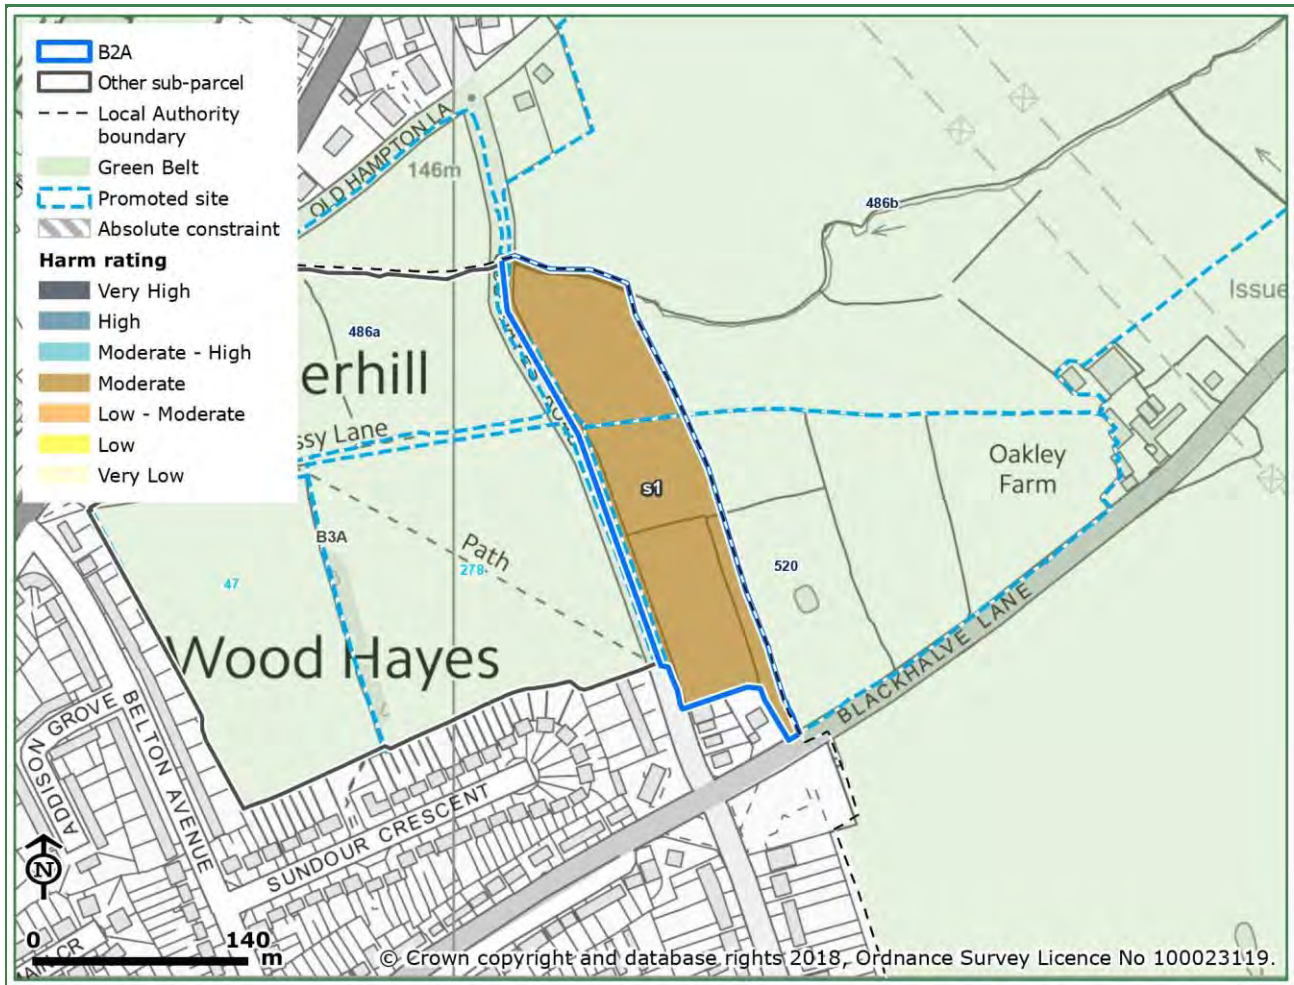 B2A
Other sub-parcel
Local Authority
boundary
Green Belt
Promoted site
Absolute constraint
Harm rating
Very High
High
Moderate - High
Moderate
Low - Moderate
Low
Very Low
OLD HAMPTON LA
146m
486b
Issue
486a
erhill
ssy Lane
s1
Oakley
Farm
B3A
Path
278
47
520
Wood Hayes
BLACKHALVE LANE
ADDISON GROVE
BELTON AVENUE
SUNDOUR CRESCENT
N
0 140
m
MAIN CR
© Crown copyright and database rights 2018, Ordnance Survey Licence No 100023119.